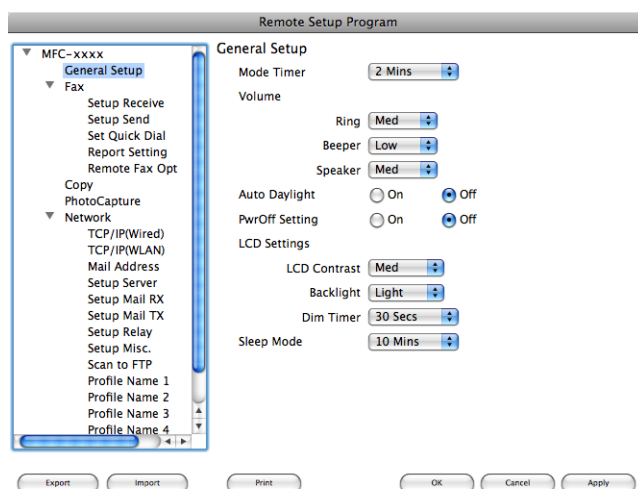 Remote Setup Program
MFC-xxxx
General Setup
Fax
Setup Receive
Setup Send
Set Quick Dial
Report Setting
Remote Fax Opt
Copy
PhotoCapture
Network
TCP/IP(Wired)
TCP/IP(WLAN)
Mail Address
Setup Server
Setup Mail RX
Setup Mail TX
Setup Relay
Setup Misc.
Scan to FTP
Profile Name 1
Profile Name 2
Profile Name 3
Profile Name 4
General Setup
Mode Timer 2 Mins
Volume
Ring Med
Beeper Low
Speaker Med
Auto Daylight On Off
PwrOff Setting On Off
LCD Settings
LCD Contrast Med
Backlight Light
Dim Timer 30 Secs
Sleep Mode 10 Mins
Export Import Print OK Cancel Apply